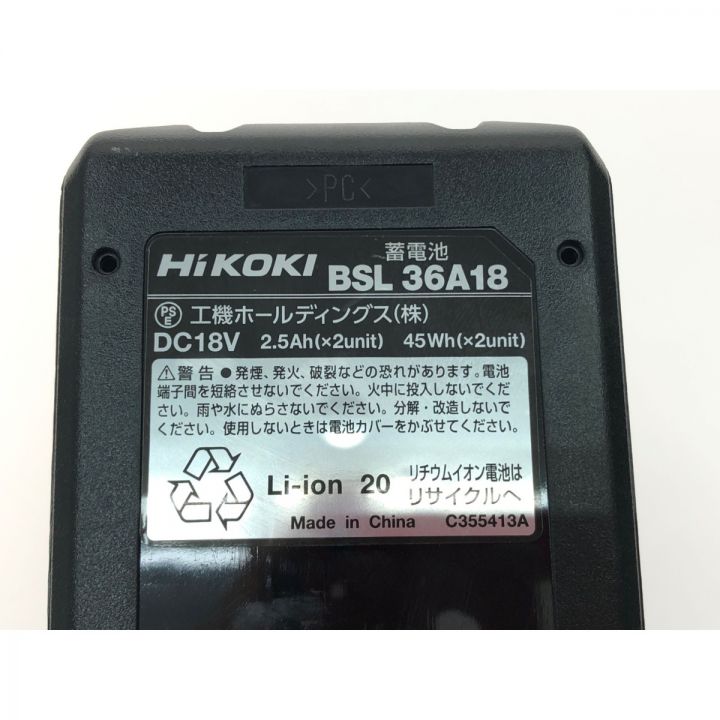 >PC<
HiKOKI 蓄電池
BSL 36A18
PSE 工機ホールディングス(株)
DC18V 2.5Ah(×2unit) 45Wh(×2unit)
⚠警告 ●発煙、発火、破裂などの恐れがあります。電池
端子間を短絡させないでください。火中に投入しないでくだ
さい。雨や水にぬらさないでください。分解・改造しないで
ください。使用しないときは電池カバーをかぶせてください。
Li-ion 20 リチウムイオン電池は
リサイクルへ
Made in China C355413A